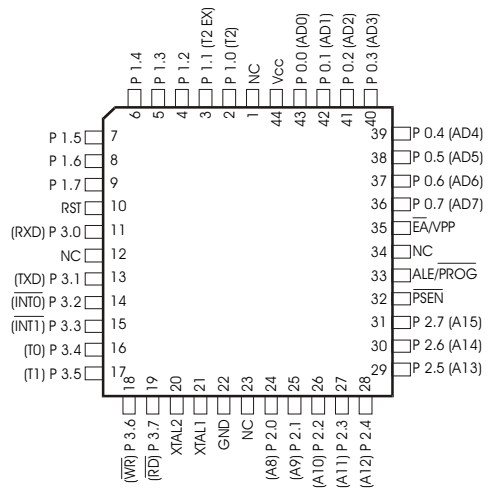 P 1.4
P 1.3
P 1.2
P 1.1 (T2 EX)
P 1.0 (T2)
NC
Vcc
P 0.0 (AD0)
P 0.1 (AD1)
P 0.2 (AD2)
P 0.3 (AD3)
6
5
4
3
2
1
44
43
42
41
40
P 1.5 7
P 1.6 8
P 1.7 9
RST 10
(RXD) P 3.0 11
NC 12
(TXD) P 3.1 13
(INT0) P 3.2 14
(INT1) P 3.3 15
(T0) P 3.4 16
(T1) P 3.5 17
39 P 0.4 (AD4)
38 P 0.5 (AD5)
37 P 0.6 (AD6)
36 P 0.7 (AD7)
35 EA/VPP
34 NC
33 ALE/PROG
32 PSEN
31 P 2.7 (A15)
30 P 2.6 (A14)
29 P 2.5 (A13)
18
19
20
21
22
23
24
25
26
27
28
(WR) P 3.6
(RD) P 3.7
XTAL2
XTAL1
GND
NC
(A8) P 2.0
(A9) P 2.1
(A10) P 2.2
(A11) P 2.3
(A12) P 2.4